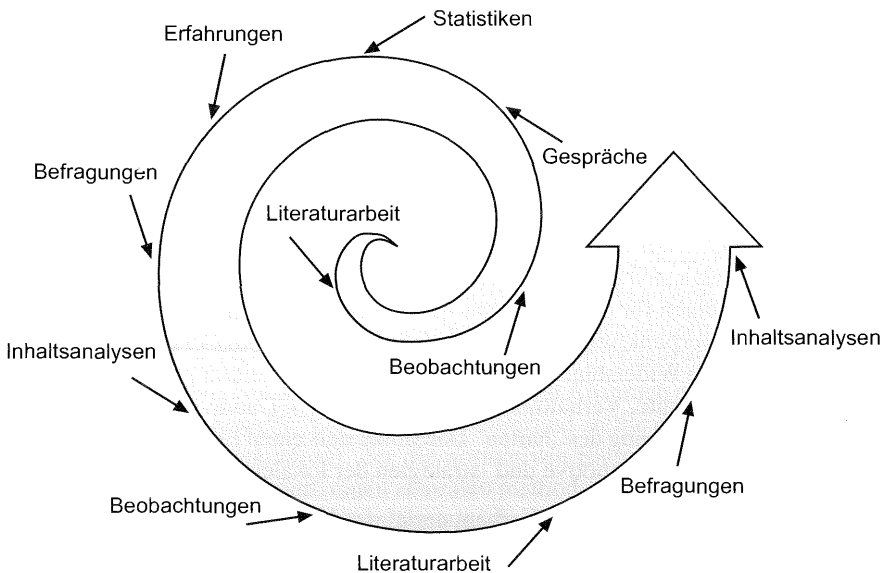 Statistiken
Erfahrungen
Gespräche
Befragungen
Literaturarbeit
Inhaltsanalysen
Inhaltsanalysen
Beobachtungen
Befragungen
Beobachtungen
Literaturarbeit